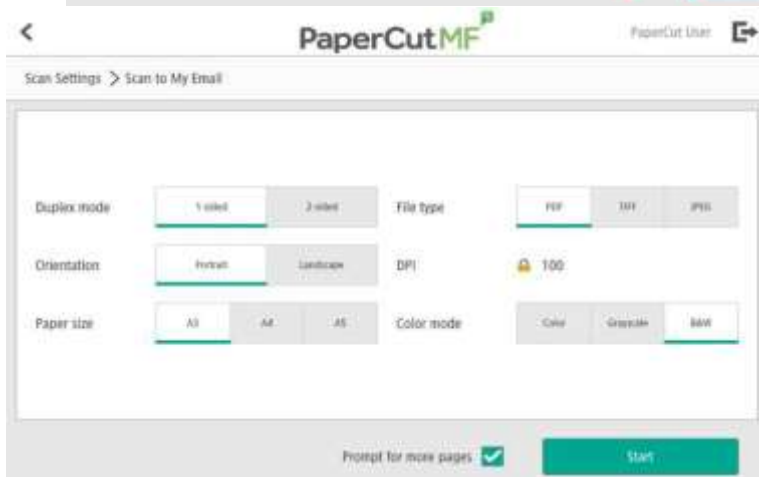 PaperCutMF
PaperCut User
Scan Settings > Scan to My Email
Duplex mode 1-sided 2-sided File type PDF TIFF JPEG
Orientation Portrait Landscape DPI 100
Paper size A3 A4 A5 Color mode Color Grayscale B&W
Prompt for more pages Start